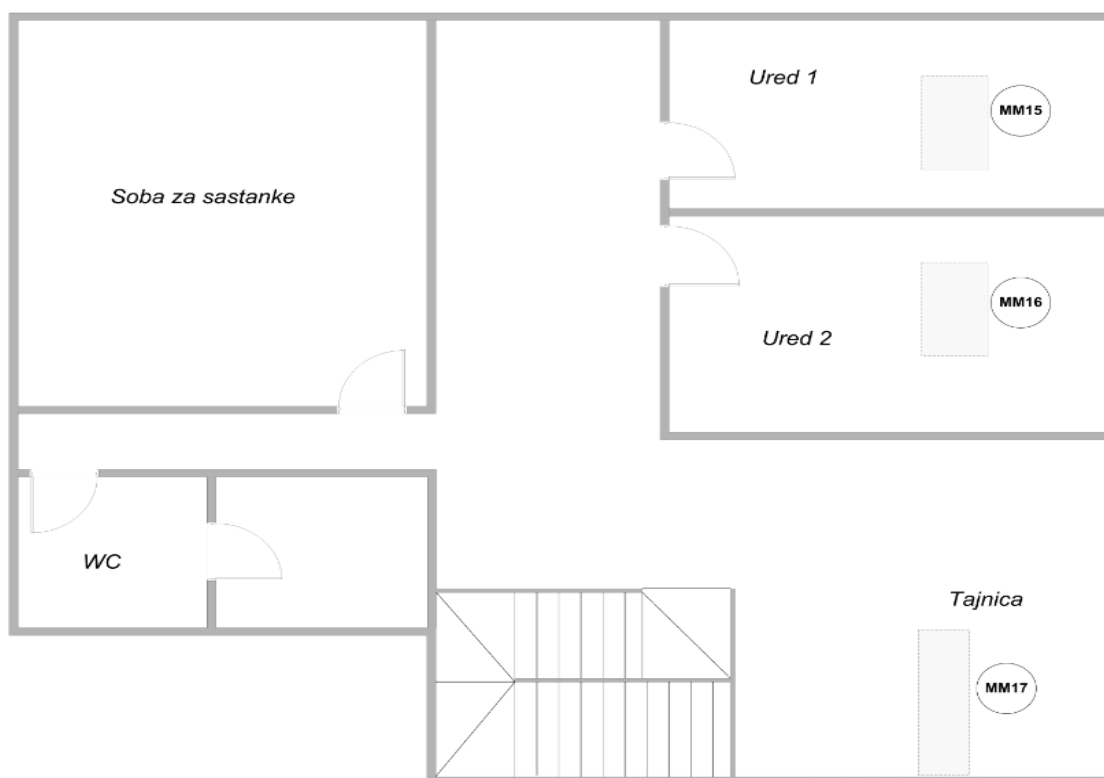 Ured 1
MM15
Soba za sastanke
MM16
Ured 2
WC
Tajnica
MM17